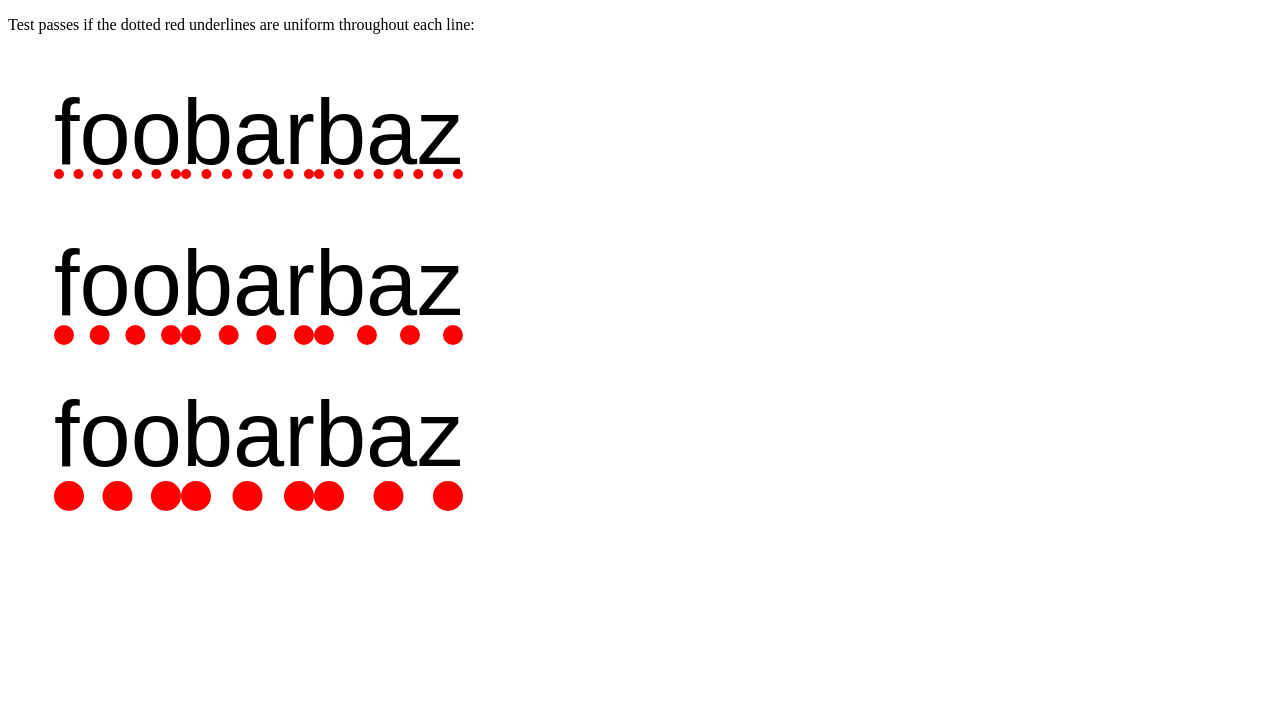 Test passes if the dotted red underlines are uniform throughout each line:
foobarbaz
foobarbaz
foobarbaz